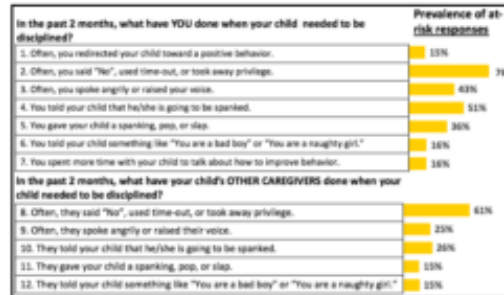 In the past 2 months, what have YOU done when your child needed to be
disciplined?
Prevalence of at-
risk responses
1. Often, you redirected your child toward a positive behavior. 15%
2. Often, you said "No", used time-out, or took away privilege.
3. Often, you spoke angrily or raised your voice. 43%
4. You told your child that he/she is going to be spanked. 51%
5. You gave your child a spanking, pop, or slap. 36%
6. You told your child something like "You are a bad boy" or "You are a naughty girl." 16%
7. You spent more time with your child to talk about how to improve behavior. 16%
In the past 2 months, what have your child's OTHER CAREGIVERS done when your
child needed to be disciplined?
8. Often, they said "No", used time-out, or took away privilege. 61%
9. Often, they spoke angrily or raised their voice. 25%
10. They told your child that he/she is going to be spanked. 26%
11. They gave your child a spanking, pop, or slap. 15%
12. They told your child something like "You are a bad boy" or "You are a naughty girl." 15%